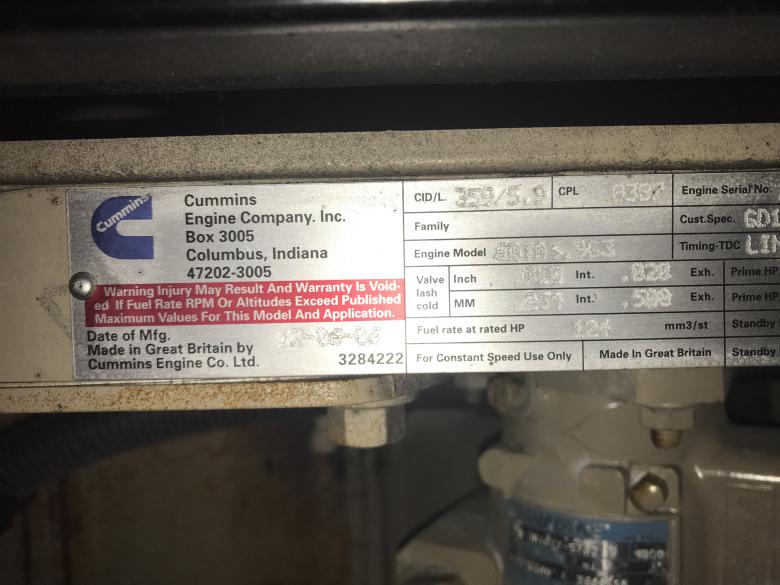 Cummins
Cummins
Engine Company. Inc.
Box 3005
Columbus, Indiana
47202-3005
Warning Injury May Result And Warranty Is Void-
ed If Fuel Rate RPM Or Altitudes Exceed Published
Maximum Values For This Model And Application.
Date of Mfg.
Made in Great Britain by
Cummins Engine Co. Ltd. 3284222
CID/L. 359/5.9 CPL Engine Serial No.
Family Cust.Spec.
Engine Model Timing-TDC
Valve lash cold
Inch Int. .020 Exh. Prime HP
MM .254 Int. .508 Exh. Prime HP
Fuel rate at rated HP mm3/st Standby
For Constant Speed Use Only Made In Great Britain Standby